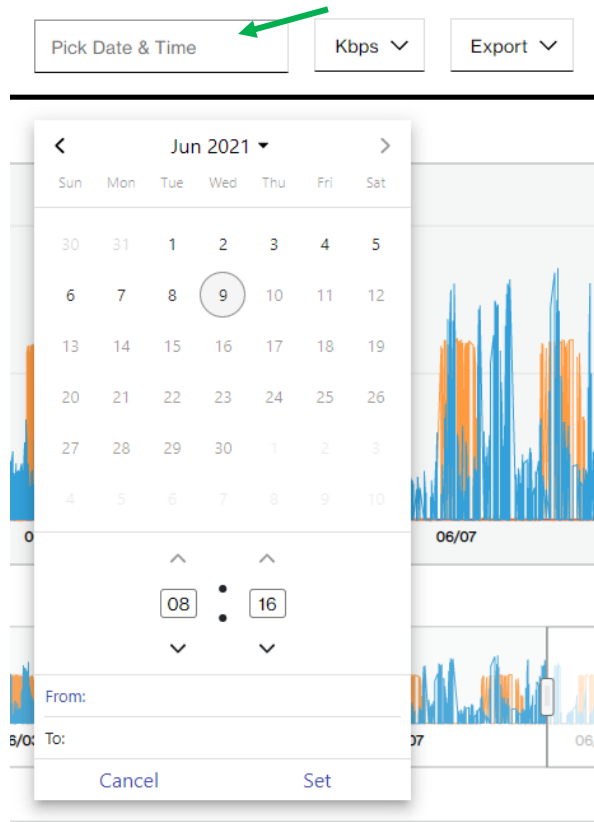 Pick Date & Time Kbps Export
Jun 2021
Sun Mon Tue Wed Thu Fri Sat
30 31 1 2 3 4 5
6 7 8 9 10 11 12
13 14 15 16 17 18 19
20 21 22 23 24 25 26
27 28 29 30 1 2 3
4 5 6 7 8 9 10
06/07
08 : 16
From:
To:
Cancel Set